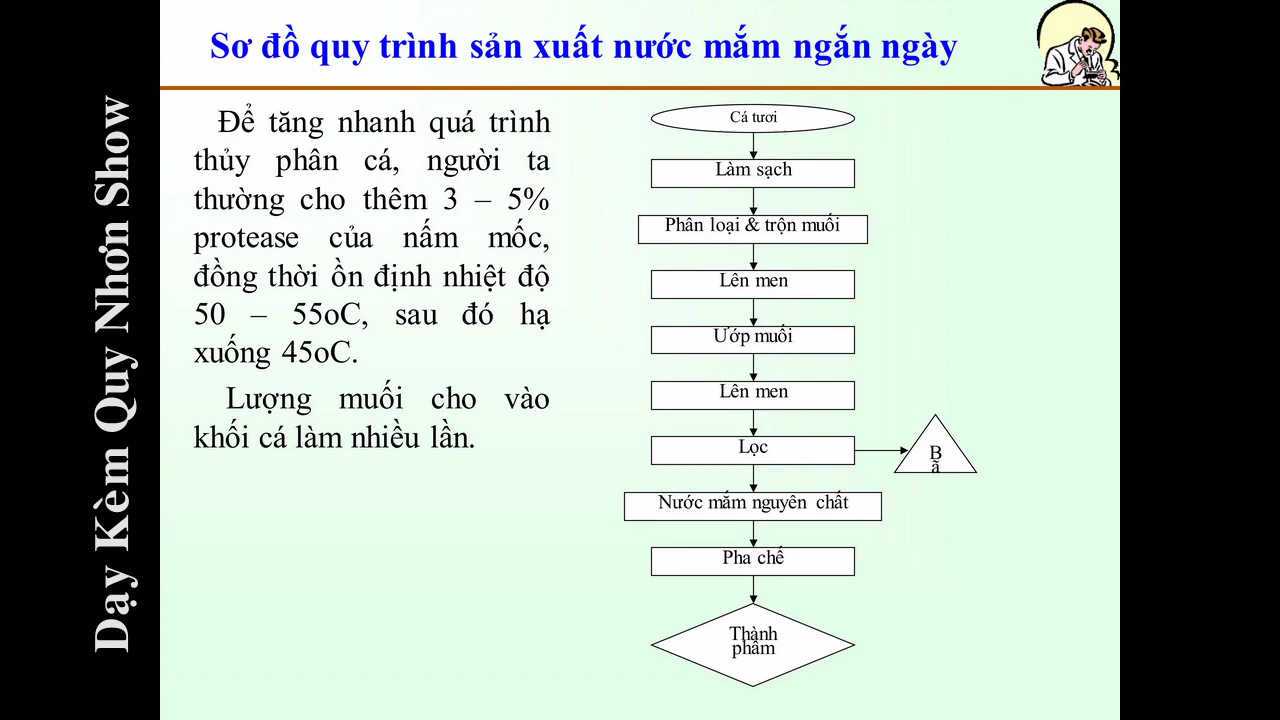 Sơ đồ quy trình sản xuất nước mắm ngắn ngày
Để tăng nhanh quá trình
thủy phân cá, người ta
thường cho thêm 3 – 5%
protease của nấm mốc,
đồng thời ồn định nhiệt độ
50 – 55oC, sau đó hạ
xuống 45oC.
Lượng muối cho vào
khối cá làm nhiều lần.
Cá tươi
Làm sạch
Phân loại & trộn muối
Lên men
Ướp muối
Lên men
Lọc
B
ã
Nước mắm nguyên chất
Pha chế
Thành
phẩm
Dạy Kèm Quy Nhơn Show